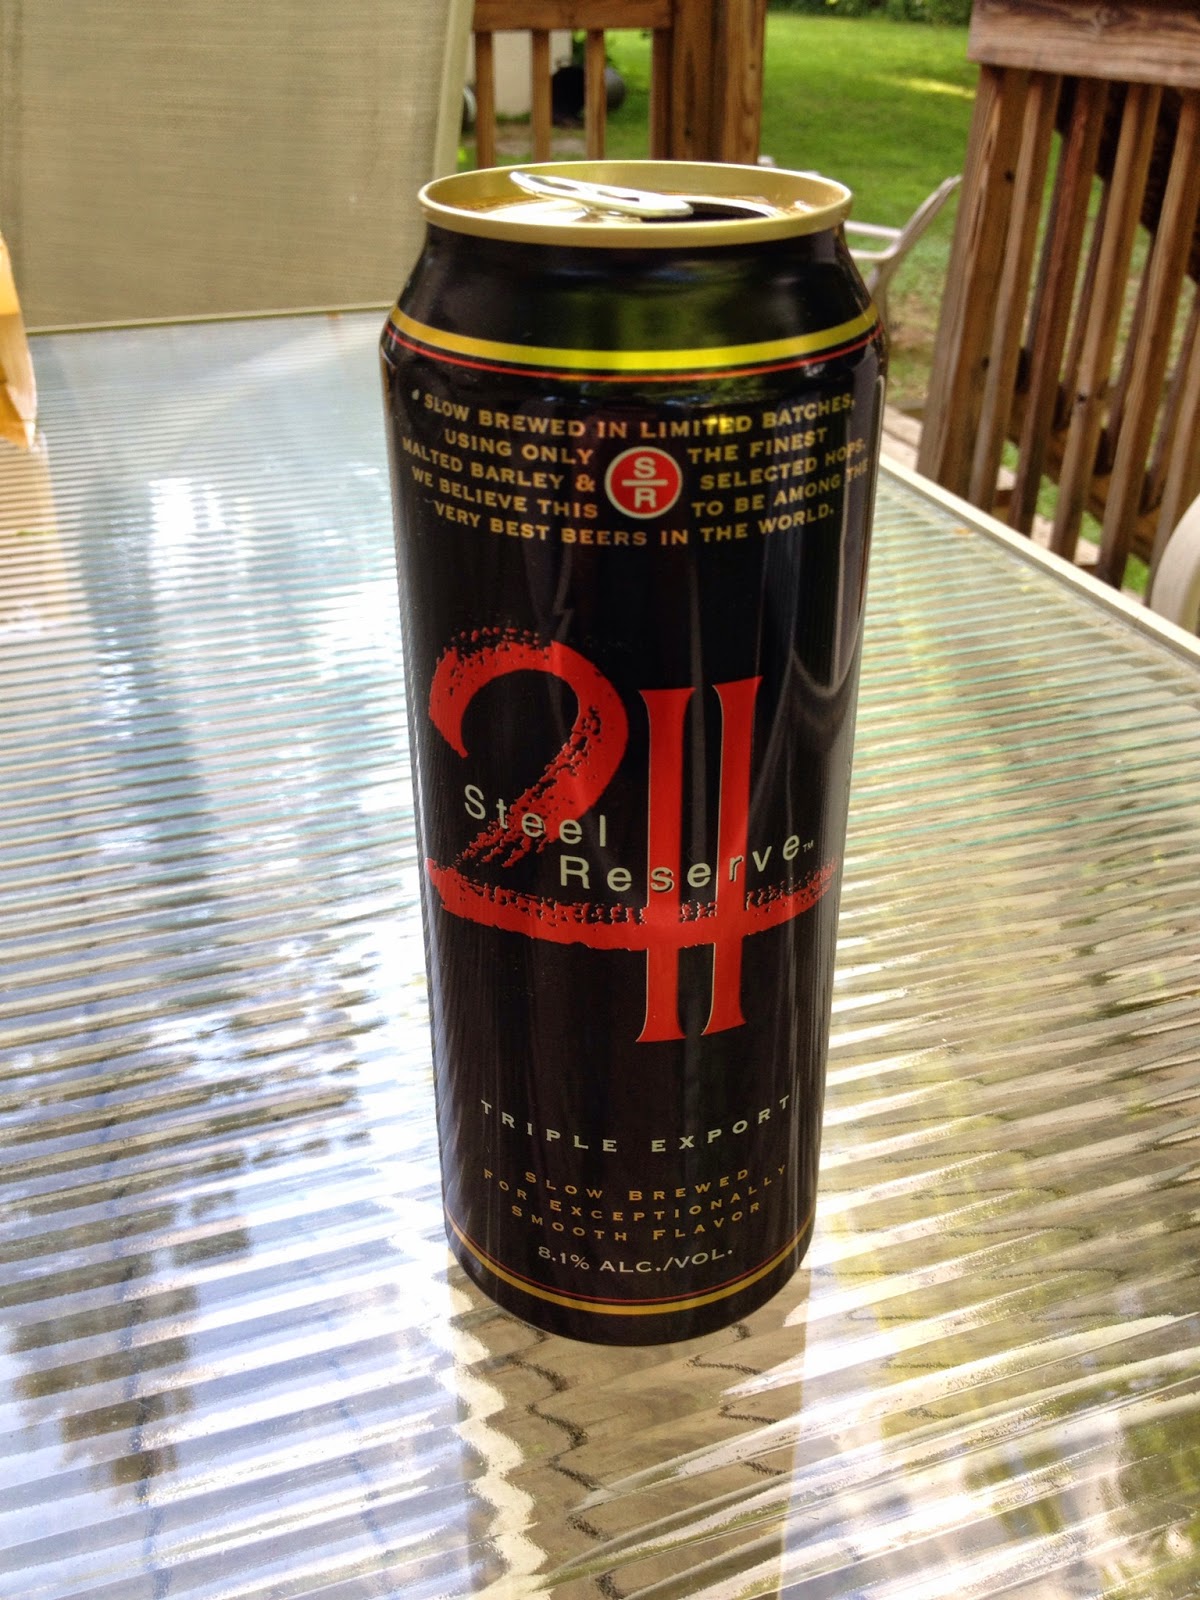 SLOW BREWED IN LIMITED BATCHES,
USING ONLY THE FINEST
MALTED BARLEY & SELECTED HOPS.
WE BELIEVE THIS TO BE AMONG THE
VERY BEST BEERS IN THE WORLD.
S
R
211
Steel
Reserve™
TRIPLE EXPORT
SLOW BREWED
FOR EXCEPTIONALLY
SMOOTH FLAVOR
8.1% ALC./VOL.